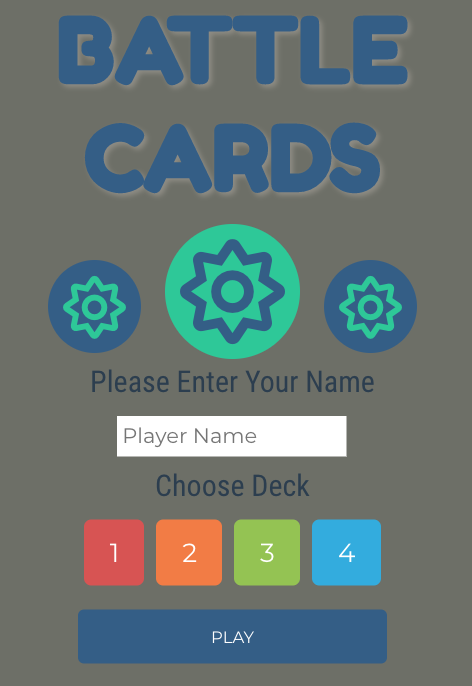 BATTLE
CARDS
Please Enter Your Name
Player Name
Choose Deck
1 2 3 4
PLAY